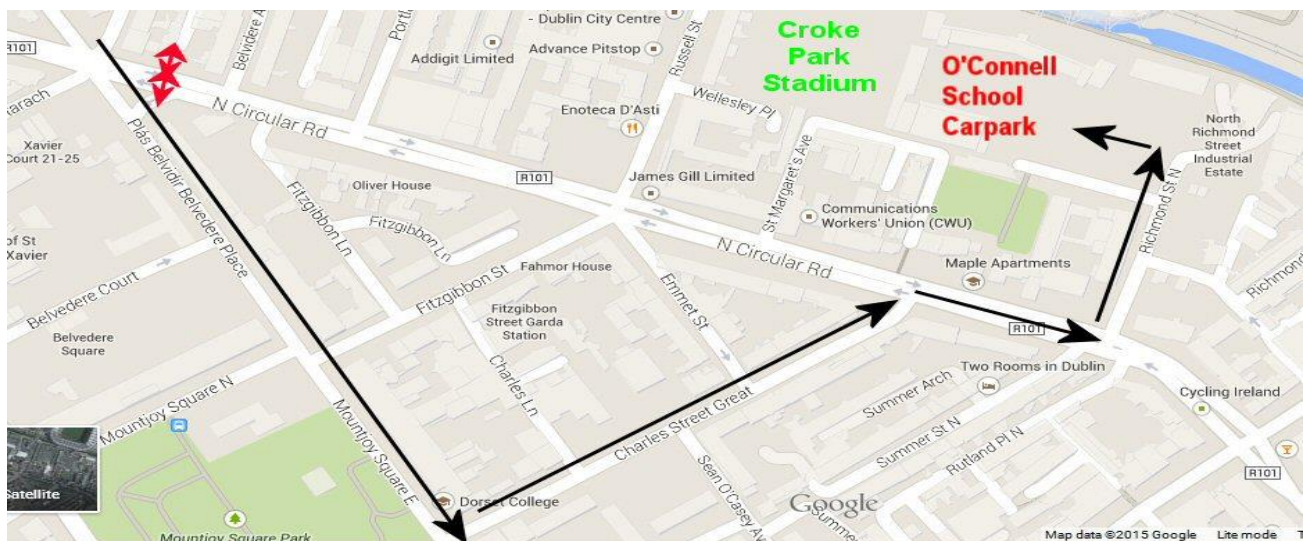 - Dublin City Centre
Belvidere A
Portl
Addigit Limited
Advance Pitstop
Russell St
Croke
Park
Stadium
O'Connell
School
Carpark
R101
tarach
N Circular Rd
Enoteca D'Asti
Wellesley Pl
North
Richmond
Street
Industrial
Estate
Xavier
Court 21-25
Plás Belvidir Belvedere Place
Oliver House
R101
James Gill Limited
St Margaret's Ave
Communications
Workers' Union (CWU)
Richmond St N
of St
Xavier
Fitzgibbon Ln
Fitzgibbon Ln
N Circular Rd
Maple Apartments
Richmond
Belvedere Court
Fitzgibbon St
Fahmor House
Emmet St
Fitzgibbon
Street Garda
Station
R101
Belvedere
Square
Charles Ln
Two Rooms in Dublin
Summer Arch
Cycling Ireland
Mountjoy Square N
Mountjoy Square E
Charles Street Great
Summer St N
Rutland Pl N
R101
Satellite
Dorset College
Sean O'Casey Ave
Google
Summer
Mountjoy Square Park
Map data ©2015 Google Lite mode T